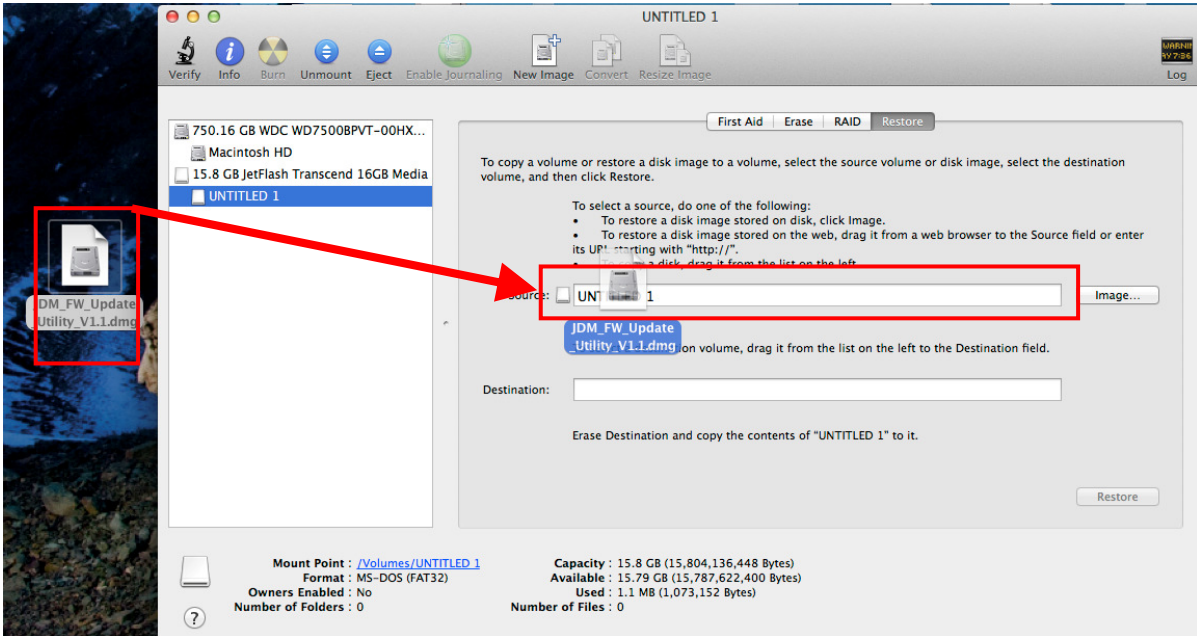 UNTITLED 1
Verify Info Burn Unmount Eject Enable Journaling New Image Convert Resize Image Log
WARNI
AY 7:36
750.16 GB WDC WD7500BPVT-00HX...
Macintosh HD
15.8 GB JetFlash Transcend 16GB Media
UNTITLED 1
First Aid Erase RAID Restore
To copy a volume or restore a disk image to a volume, select the source volume or disk image, select the destination
volume, and then click Restore.
To select a source, do one of the following:
• To restore a disk image stored on disk, click Image.
• To restore a disk image stored on the web, drag it from a web browser to the Source field or enter
its URL starting with "http://".
• To copy a disk, drag it from the list on the left.
Source: UNTITLED 1 Image...
JDM_FW_Update
_Utility_V1.1.dmg
JDM_FW_Update
_Utility_V1.1.dmg
on volume, drag it from the list on the left to the Destination field.
Destination:
Erase Destination and copy the contents of "UNTITLED 1" to it.
Restore
Mount Point : /Volumes/UNTITLED 1
Format : MS-DOS (FAT32)
Owners Enabled : No
Number of Folders : 0
Capacity : 15.8 GB (15,804,136,448 Bytes)
Available : 15.79 GB (15,787,622,400 Bytes)
Used : 1.1 MB (1,073,152 Bytes)
Number of Files : 0
?